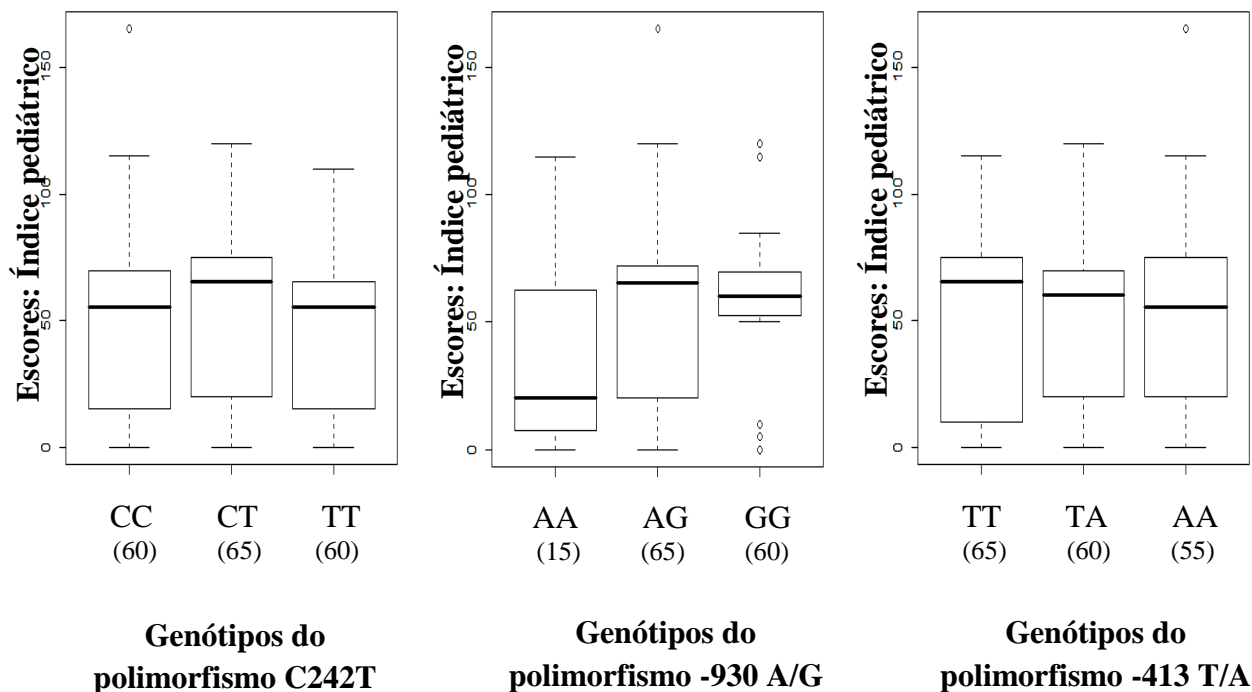 Escores: Índice pediátrico
0 50 100 150
CC CT TT
(60) (65) (60)
Genótipos do
polimorfismo C242T
Escores: Índice pediátrico
0 50 100 150
AA AG GG
(15) (65) (60)
Genótipos do
polimorfismo -930 A/G
Escores: Índice pediátrico
0 50 100 150
TT TA AA
(65) (60) (55)
Genótipos do
polimorfismo -413 T/A